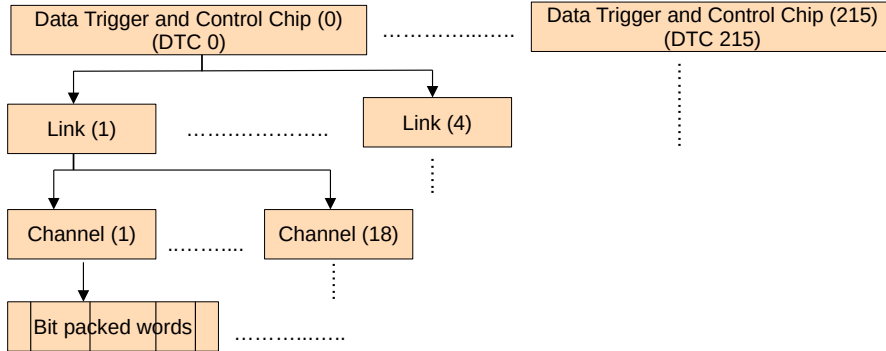 Data Trigger and Control Chip (0)
(DTC 0)
…………...…..
Data Trigger and Control Chip (215)
(DTC 215)
Link (1)
……………..
Link (4)
Channel (1)
………...
Channel (18)
Bit packed words
…………...…..